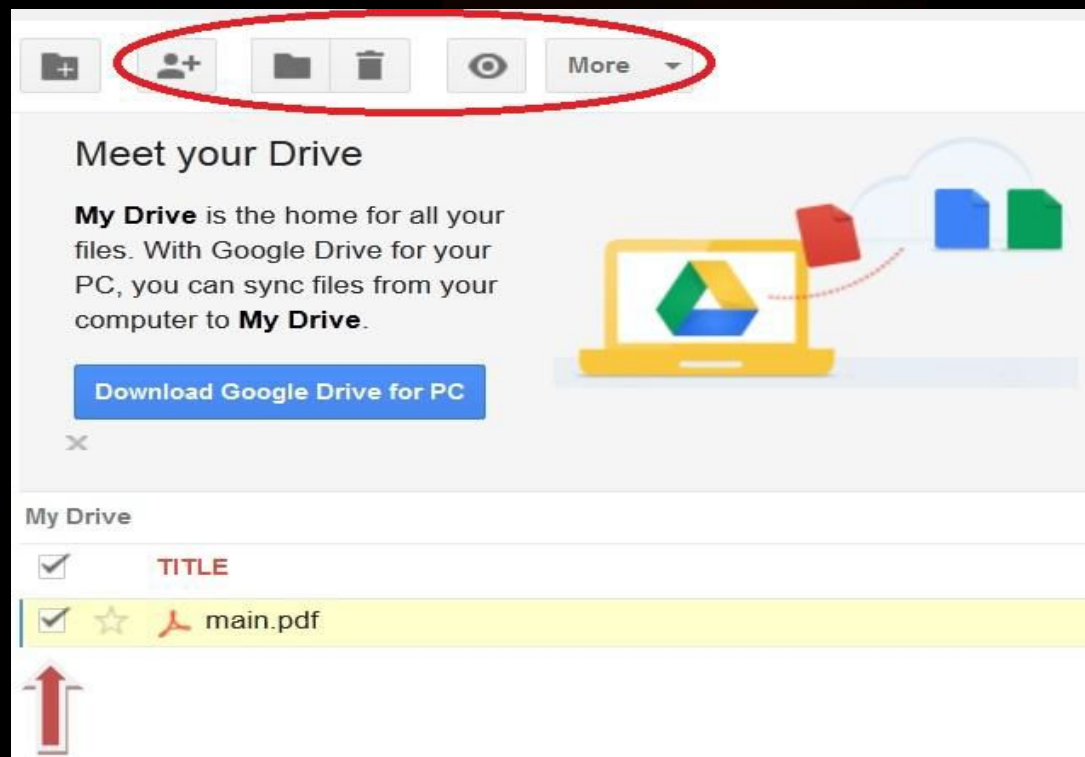 More
Meet your Drive
My Drive is the home for all your
files. With Google Drive for your
PC, you can sync files from your
computer to My Drive.
Download Google Drive for PC
My Drive
TITLE
main.pdf